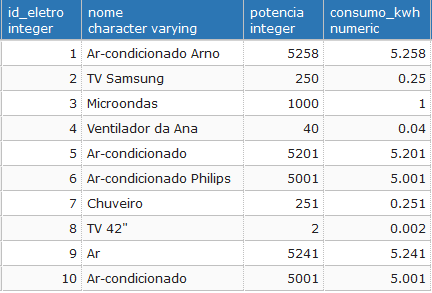 id_eletro nome potencia consumo_kwh
integer character varying integer numeric
1 Ar-condicionado Arno 5258 5.258
2 TV Samsung 250 0.25
3 Microondas 1000 1
4 Ventilador da Ana 40 0.04
5 Ar-condicionado 5201 5.201
6 Ar-condicionado Philips 5001 5.001
7 Chuveiro 251 0.251
8 TV 42" 2 0.002
9 Ar 5241 5.241
10 Ar-condicionado 5001 5.001